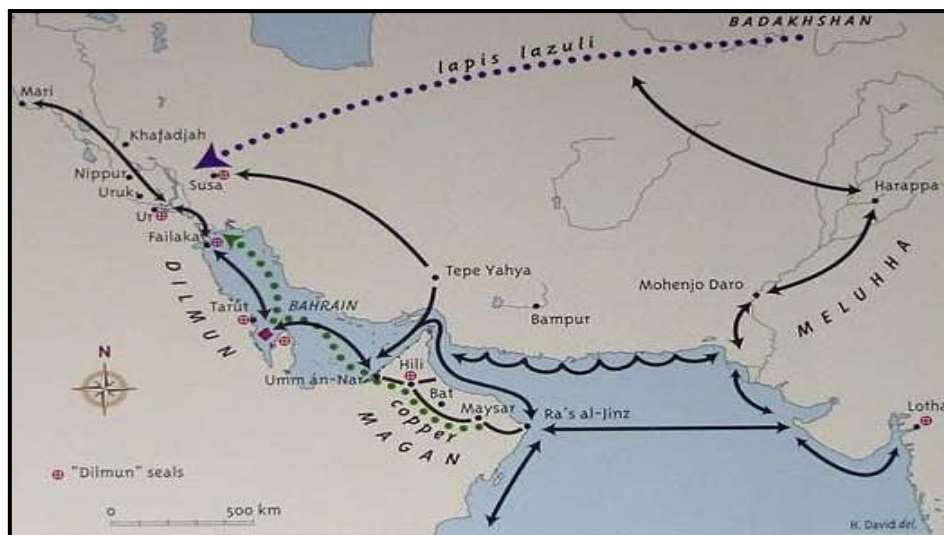 BADAKHSHAN
lapis lazuli
Mari
Khafadjah
Nippur
Susa
Uruk
Harappa
Ur
Failaka
DILMUN
Tepe Yahya
Mohenjo Daro
MELUHHA
Tarut
BAHRAIN
Bampur
N
Umm an-Nar
Hili
Bat
copper
Maysar
Ra's al-Jinz
Lotha
MAGAN
"Dilmun" seals
0 500 km
H. David del.